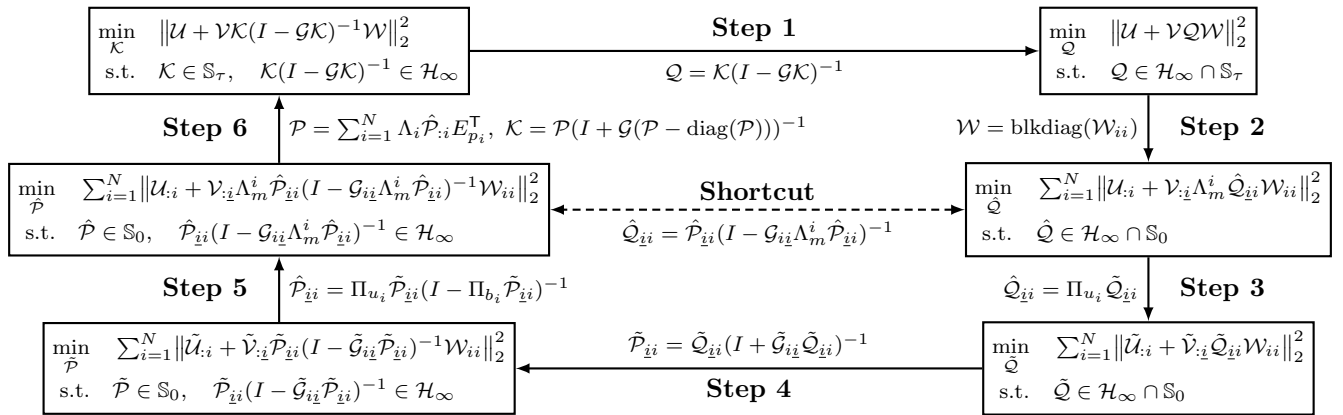 min_𝒦 ‖𝒰 + 𝒱𝒦(I − 𝒢𝒦)^{−1}𝒲‖_2^2
s.t. 𝒦 ∈ 𝕊_τ, 𝒦(I − 𝒢𝒦)^{−1} ∈ ℋ_∞
Step 1
𝒬 = 𝒦(I − 𝒢𝒦)^{−1}
min_𝒬 ‖𝒰 + 𝒱𝒬𝒲‖_2^2
s.t. 𝒬 ∈ ℋ_∞ ∩ 𝕊_τ
Step 6
𝒫 = ∑_{i=1}^N Λ_i 𝒫̂_{:i} E_{p_i}^𝖳, 𝒦 = 𝒫(I + 𝒢(𝒫 − diag(𝒫)))^{−1}
𝒲 = blkdiag(𝒲_{ii})
Step 2
min_𝒫̂ ∑_{i=1}^N ‖𝒰_{:i} + 𝒱_{:i̲} Λ_m^i 𝒫̂_{i̲i}(I − 𝒢_{ii̲} Λ_m^i 𝒫̂_{i̲i})^{−1} 𝒲_{ii}‖_2^2
s.t. 𝒫̂ ∈ 𝕊_0, 𝒫̂_{i̲i}(I − 𝒢_{ii̲} Λ_m^i 𝒫̂_{i̲i})^{−1} ∈ ℋ_∞
Shortcut
𝒬̂_{i̲i} = 𝒫̂_{i̲i}(I − 𝒢_{ii̲} Λ_m^i 𝒫̂_{i̲i})^{−1}
min_𝒬̂ ∑_{i=1}^N ‖𝒰_{:i} + 𝒱_{:i̲} Λ_m^i 𝒬̂_{i̲i} 𝒲_{ii}‖_2^2
s.t. 𝒬̂ ∈ ℋ_∞ ∩ 𝕊_0
Step 5
𝒫̂_{i̲i} = Π_{u_i} 𝒫̃_{i̲i}(I − Π_{b_i} 𝒫̃_{i̲i})^{−1}
𝒬̂_{i̲i} = Π_{u_i} 𝒬̃_{i̲i}
Step 3
min_𝒫̃ ∑_{i=1}^N ‖𝒰̃_{:i} + 𝒱̃_{:i̲} 𝒫̃_{i̲i}(I − 𝒢̃_{ii̲} 𝒫̃_{i̲i})^{−1} 𝒲_{ii}‖_2^2
s.t. 𝒫̃ ∈ 𝕊_0, 𝒫̃_{i̲i}(I − 𝒢̃_{ii̲} 𝒫̃_{i̲i})^{−1} ∈ ℋ_∞
𝒫̃_{i̲i} = 𝒬̃_{i̲i}(I + 𝒢̃_{ii̲} 𝒬̃_{i̲i})^{−1}
Step 4
min_𝒬̃ ∑_{i=1}^N ‖𝒰̃_{:i} + 𝒱̃_{:i̲} 𝒬̃_{i̲i} 𝒲_{ii}‖_2^2
s.t. 𝒬̃ ∈ ℋ_∞ ∩ 𝕊_0